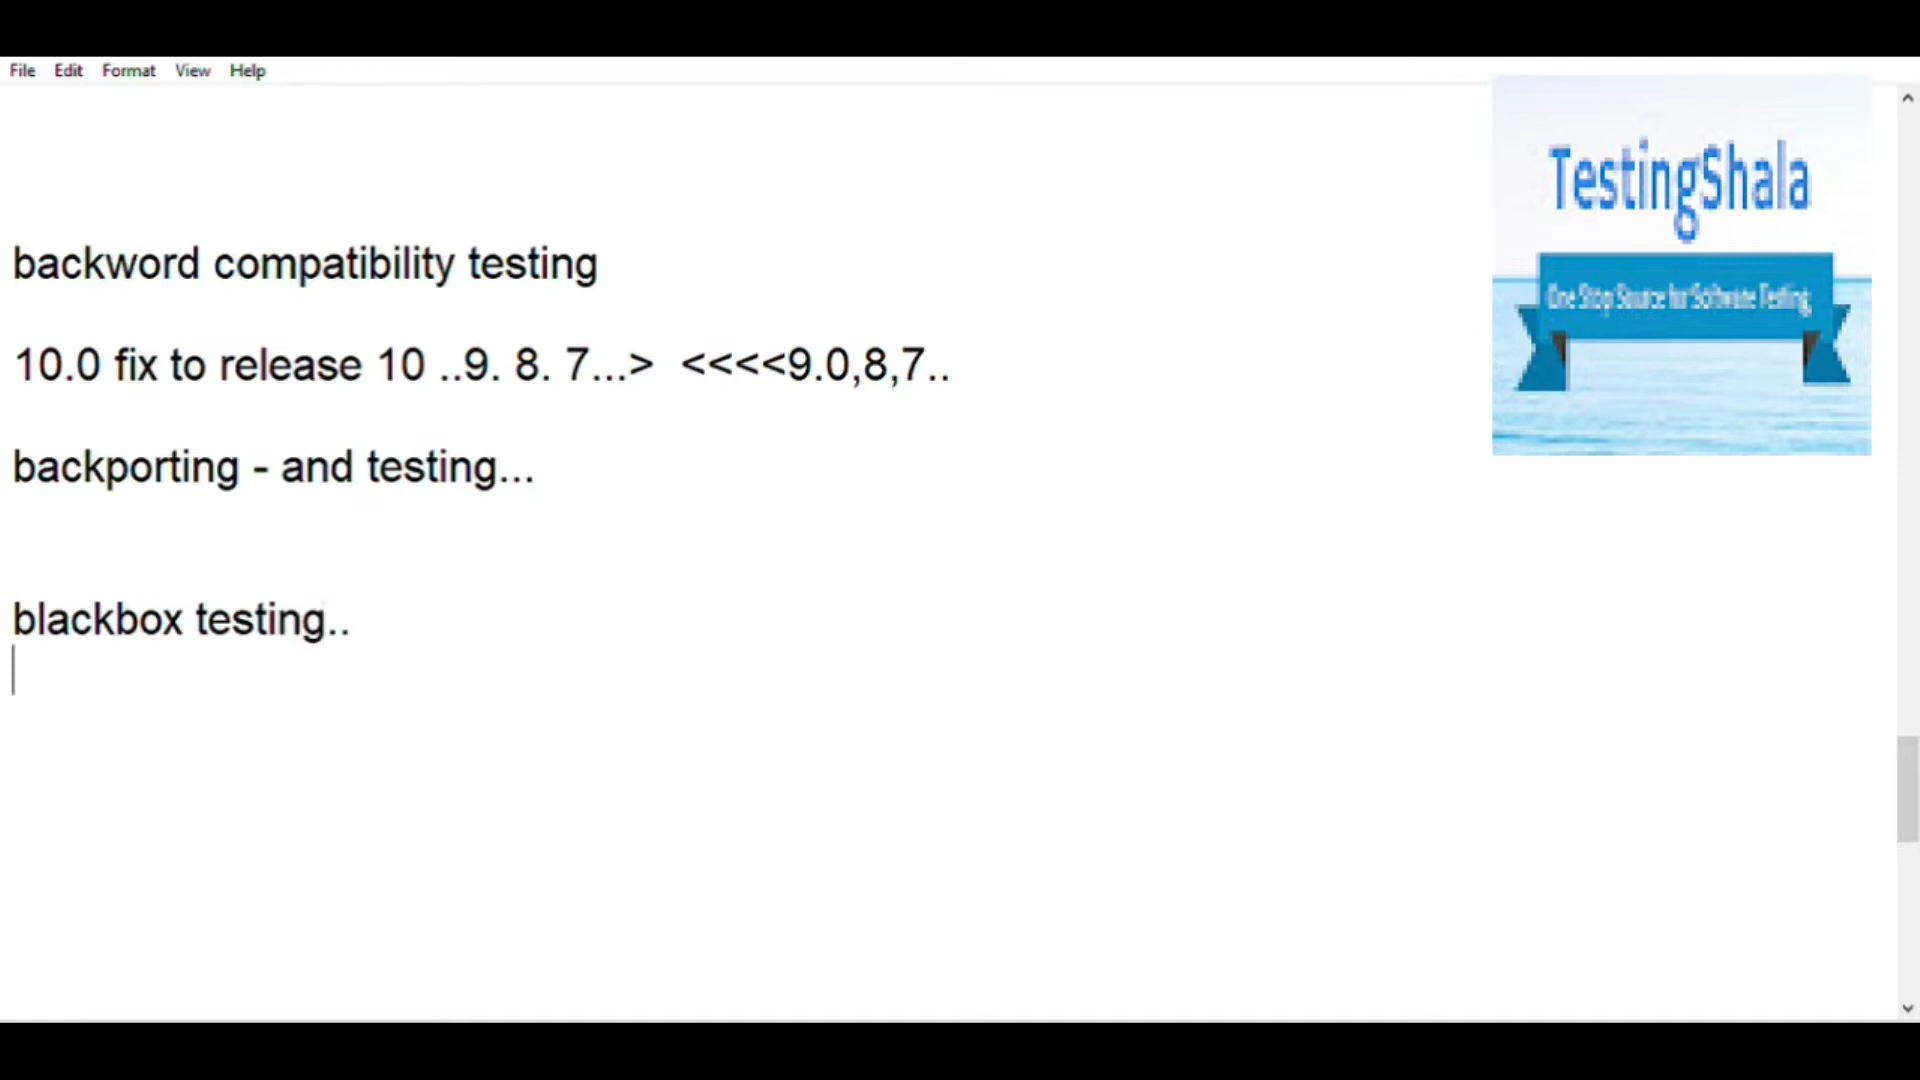 File Edit Format View Help
TestingShala
One Stop Source for Software Testing
backword compatibility testing
10.0 fix to release 10 ..9. 8. 7...> <<<<9.0,8,7..
backporting - and testing...
blackbox testing..